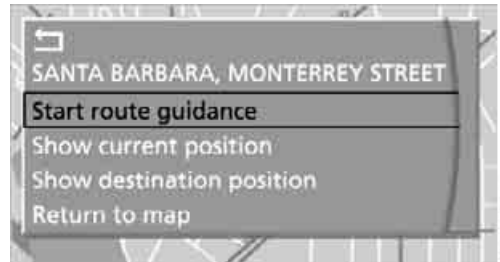 SANTA BARBARA, MONTERREY STREET
Start route guidance
Show current position
Show destination position
Return to map